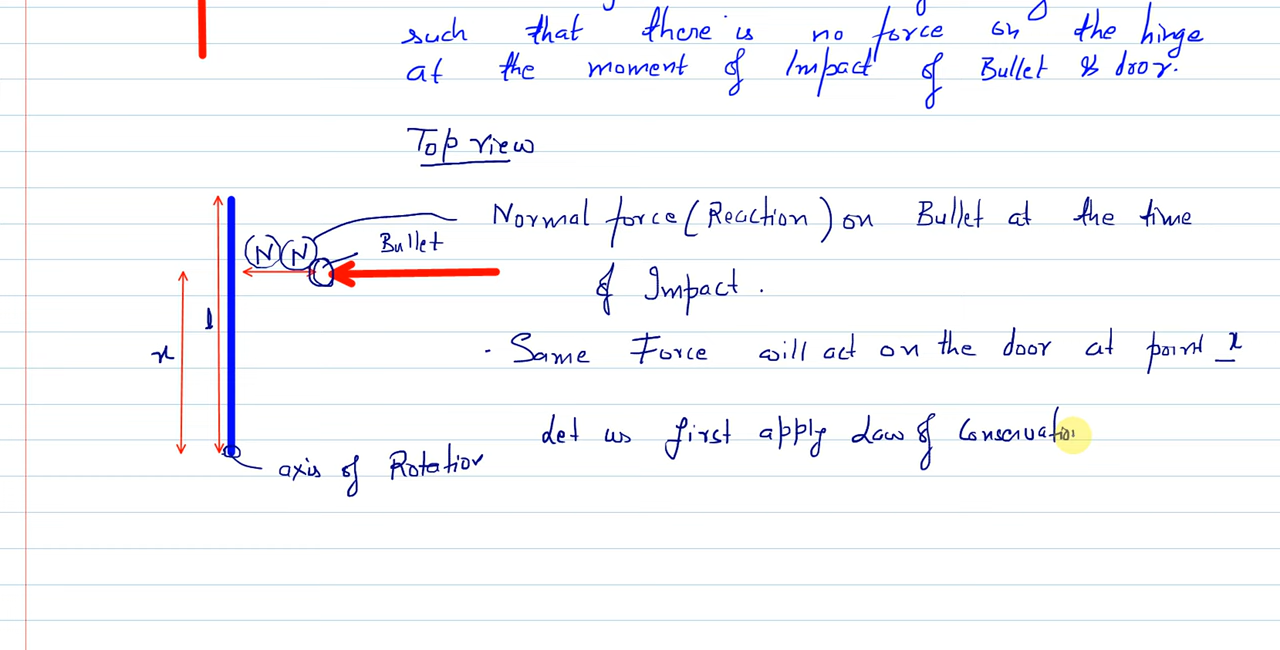 such that there is no force on the hinge
at the moment of Impact of Bullet & door.
Top view
Normal force (Reaction) on Bullet at the time
N N Bullet
of Impact.
l
x
. Same Force will act on the door at point x
Let us first apply Law of Conservation
axis of Rotation